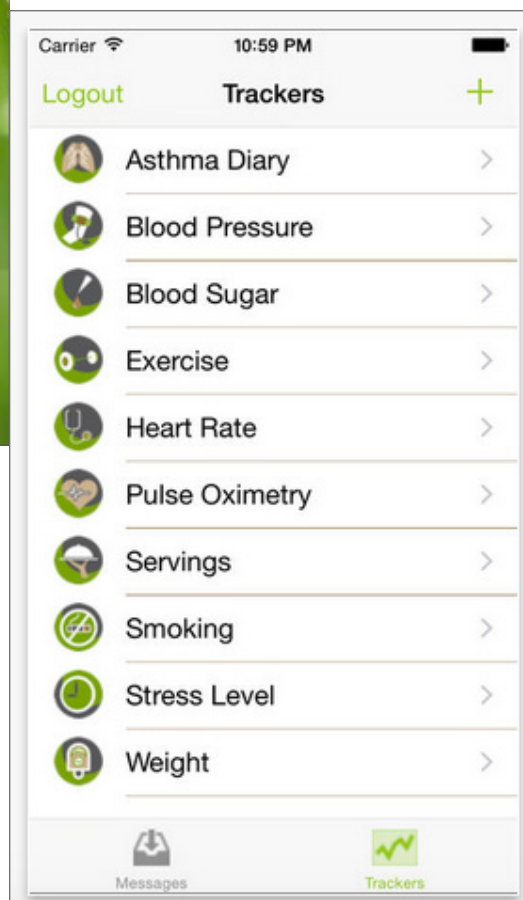 Carrier 10:59 PM
Logout Trackers +
Asthma Diary
Blood Pressure
Blood Sugar
Exercise
Heart Rate
Pulse Oximetry
Servings
Smoking
Stress Level
Weight
Messages Trackers